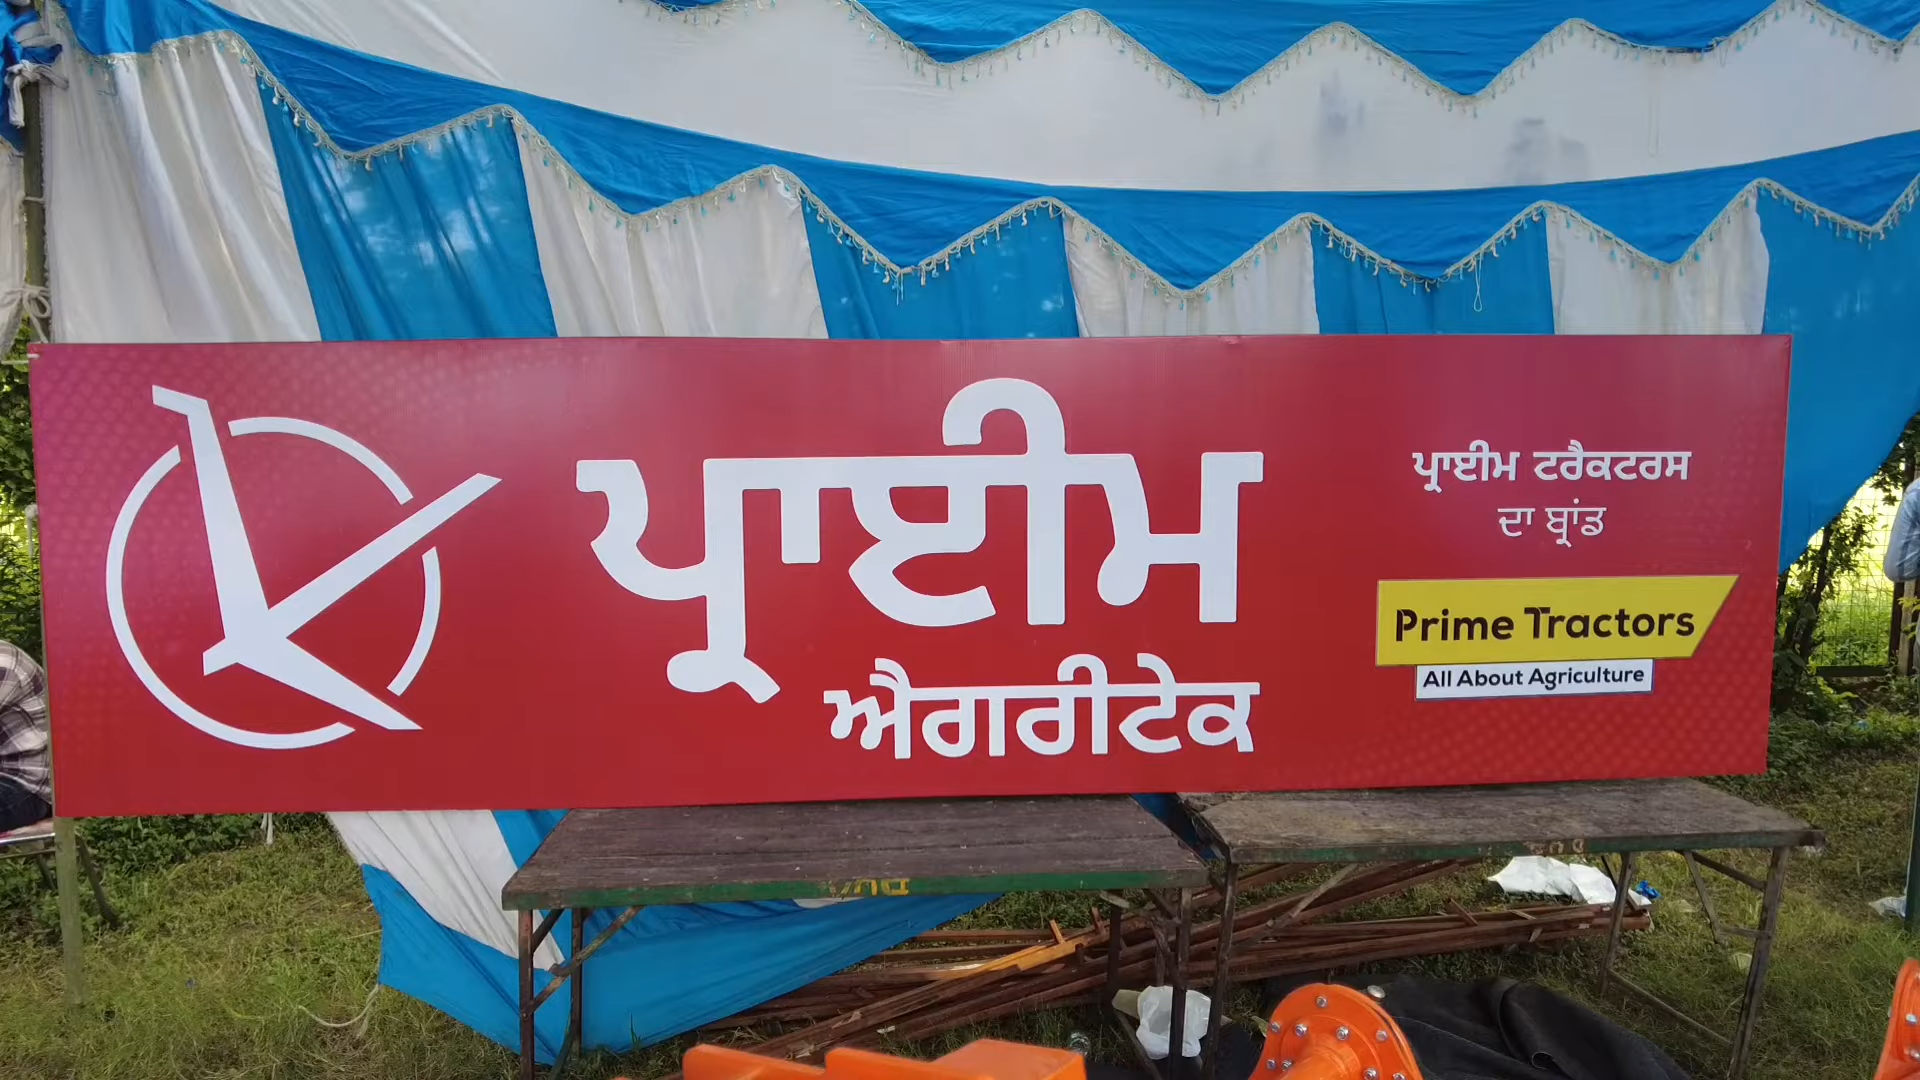 ਪ੍ਰਾਈਮ
ਐਗਰੀਟੇਕ
ਪ੍ਰਾਈਮ ਟਰੈਕਟਰਸ
ਦਾ ਬ੍ਰਾਂਡ
Prime Tractors
All About Agriculture